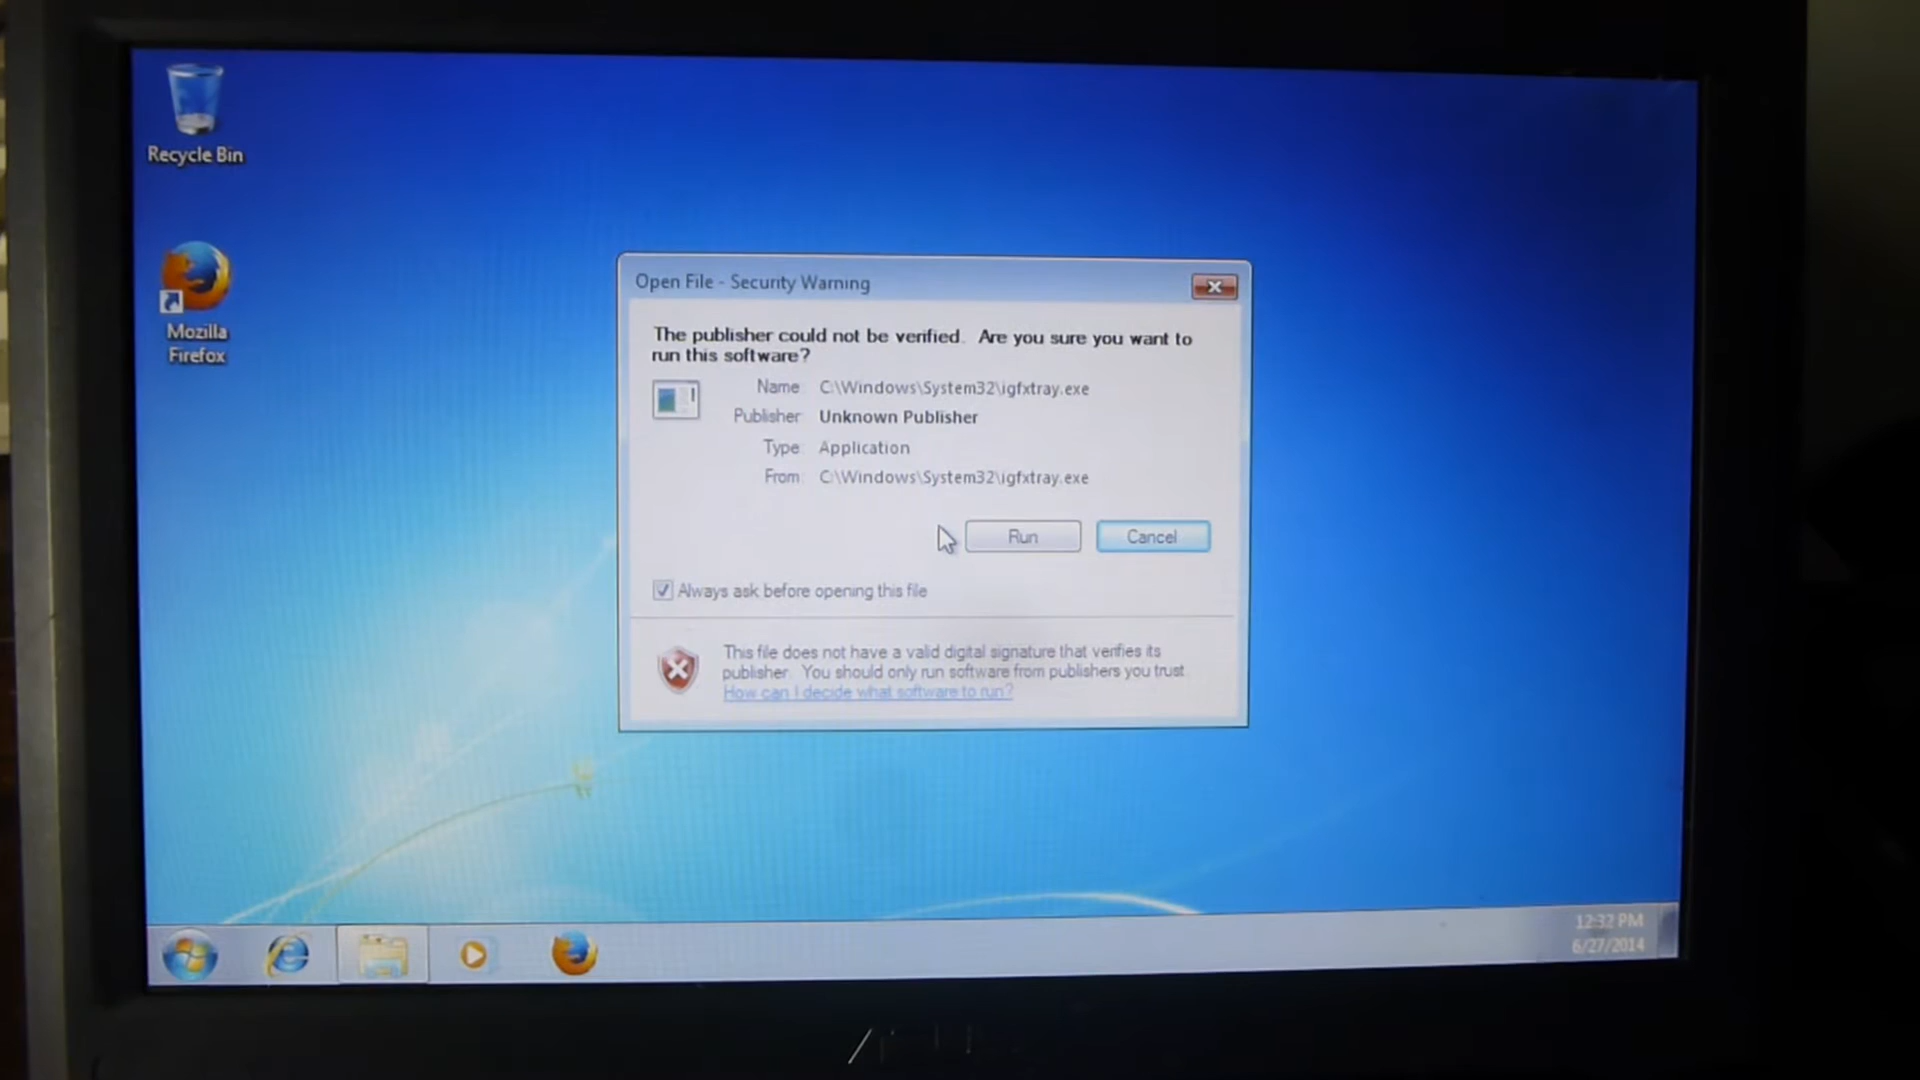 Recycle Bin
Mozilla
Firefox
Open File - Security Warning
The publisher could not be verified. Are you sure you want to
run this software?
Name: C:\Windows\System32\igfxtray.exe
Publisher: Unknown Publisher
Type: Application
From: C:\Windows\System32\igfxtray.exe
Run
Cancel
Always ask before opening this file
This file does not have a valid digital signature that verifies its
publisher. You should only run software from publishers you trust.
How can I decide what software to run?
12:32 PM
6/27/2014